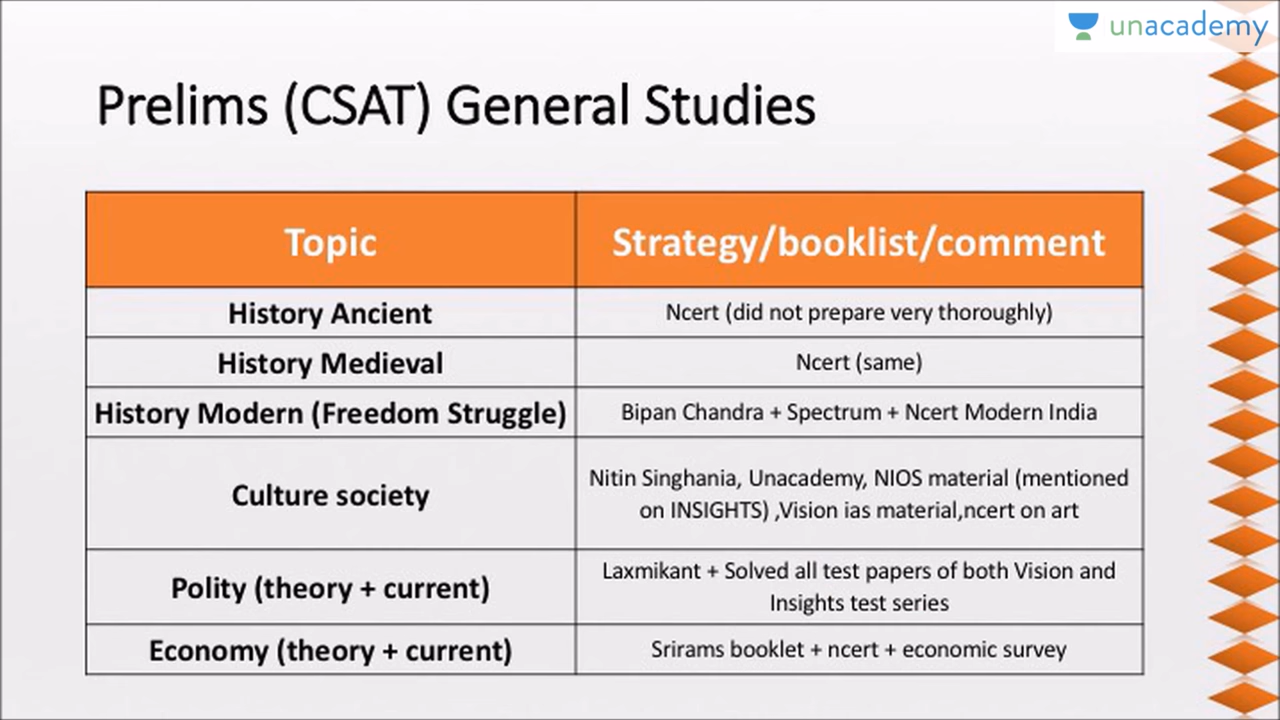 unacademy
Prelims (CSAT) General Studies
Topic
Strategy/booklist/comment
History Ancient
Ncert (did not prepare very thoroughly)
History Medieval
Ncert (same)
History Modern (Freedom Struggle)
Bipan Chandra + Spectrum + Ncert Modern India
Culture society
Nitin Singhania, Unacademy, NIOS material (mentioned
on INSIGHTS) ,Vision ias material,ncert on art
Polity (theory + current)
Laxmikant + Solved all test papers of both Vision and
Insights test series
Economy (theory + current)
Srirams booklet + ncert + economic survey